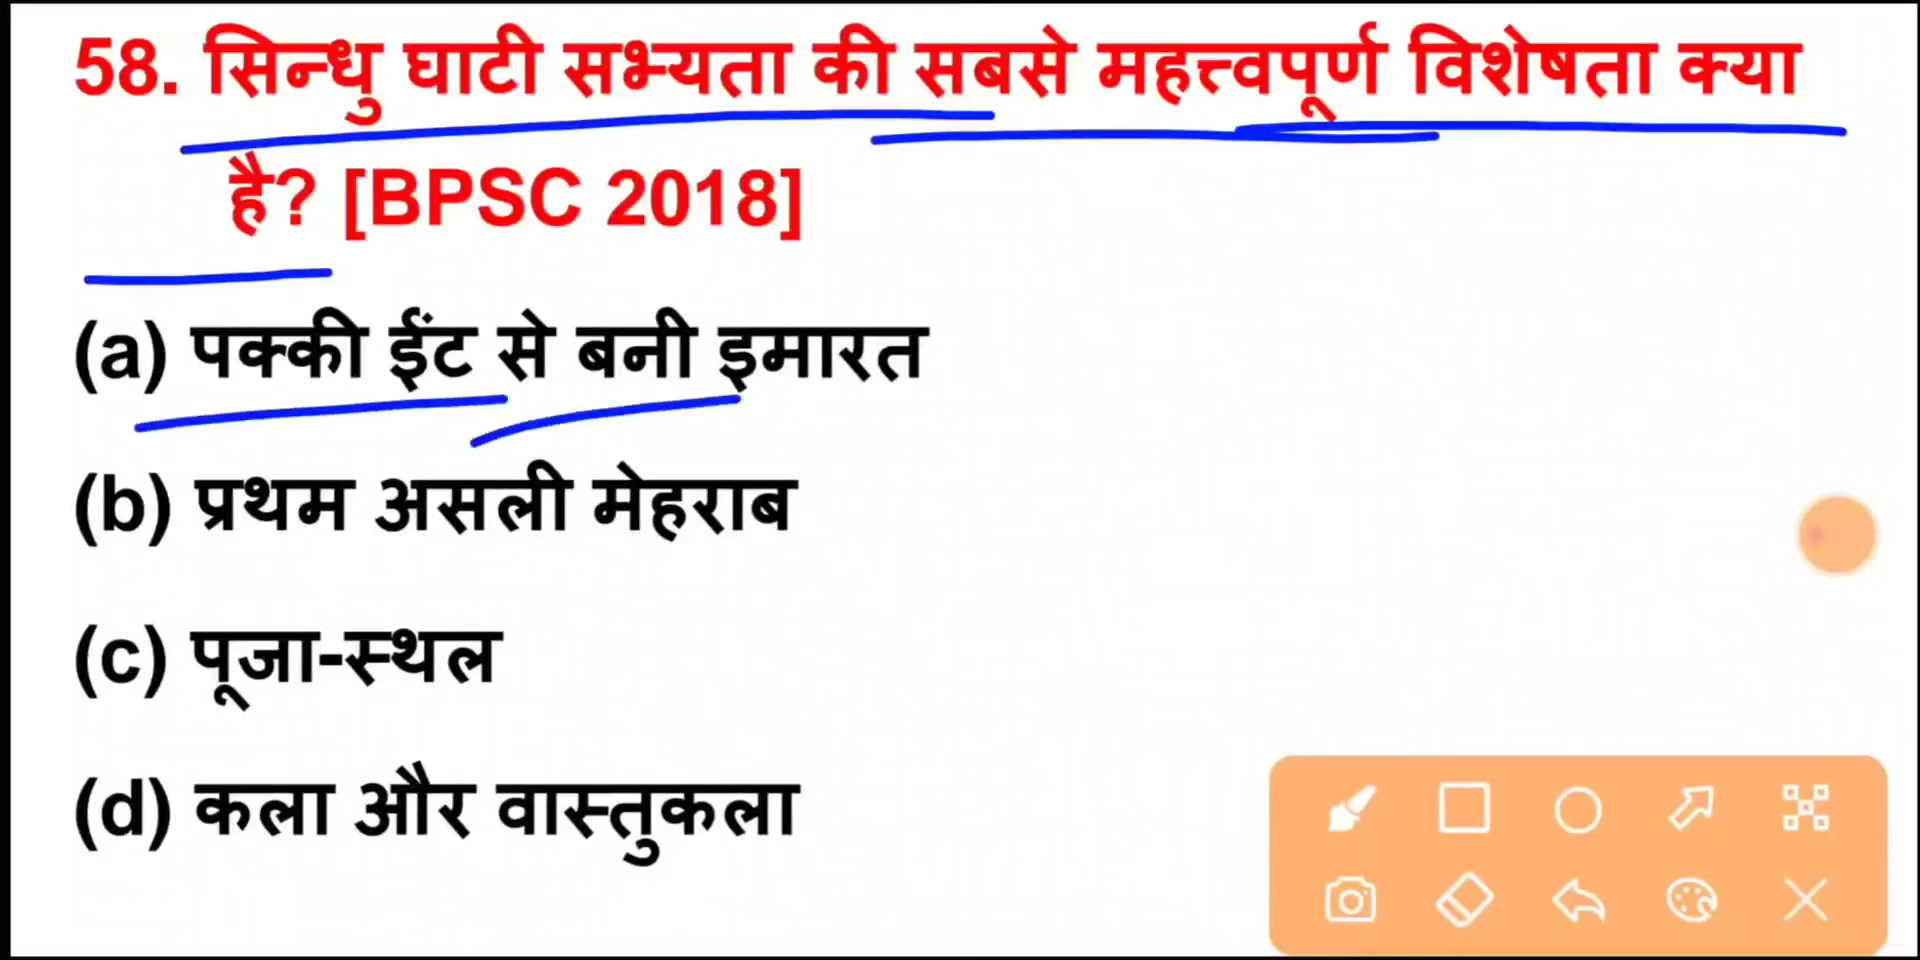 58. सिन्धु घाटी सभ्यता की सबसे महत्त्वपूर्ण विशेषता क्या
है? [BPSC 2018]
(a) पक्की ईंट से बनी इमारत
(b) प्रथम असली मेहराब
(c) पूजा-स्थल
(d) कला और वास्तुकला